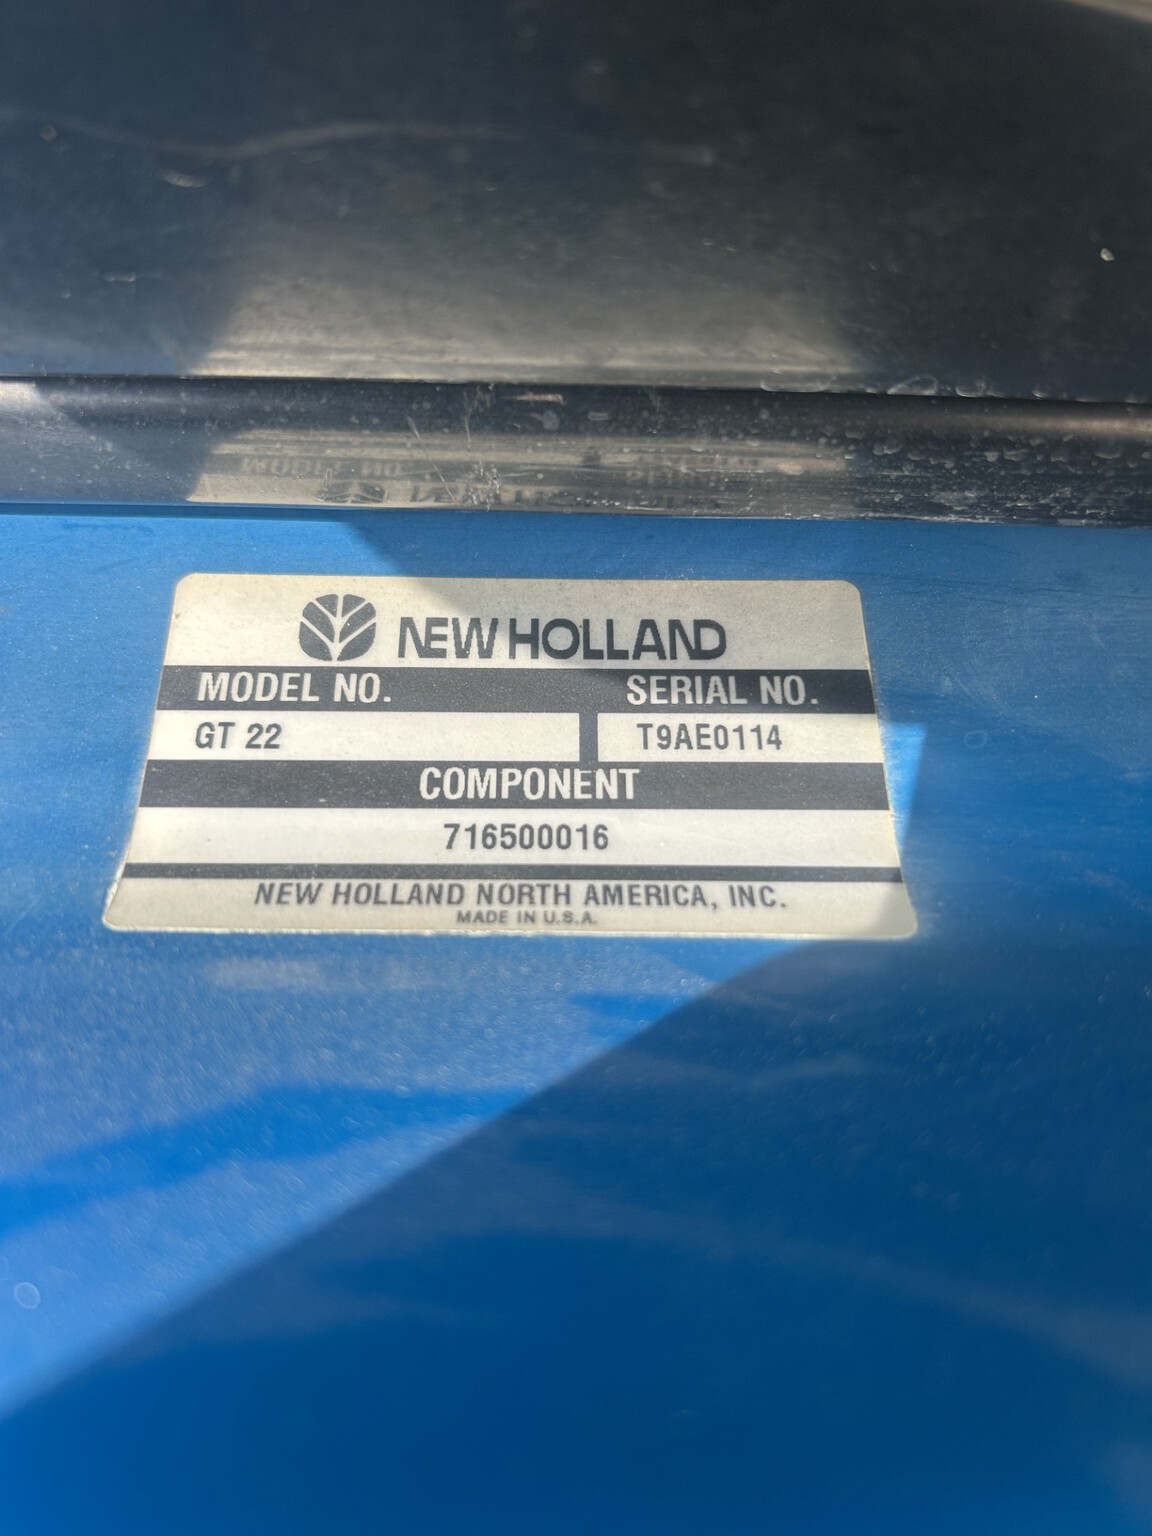 NEW HOLLAND
MODEL NO. SERIAL NO.
GT 22 T9AE0114
COMPONENT
716500016
NEW HOLLAND NORTH AMERICA, INC.
MADE IN U.S.A.